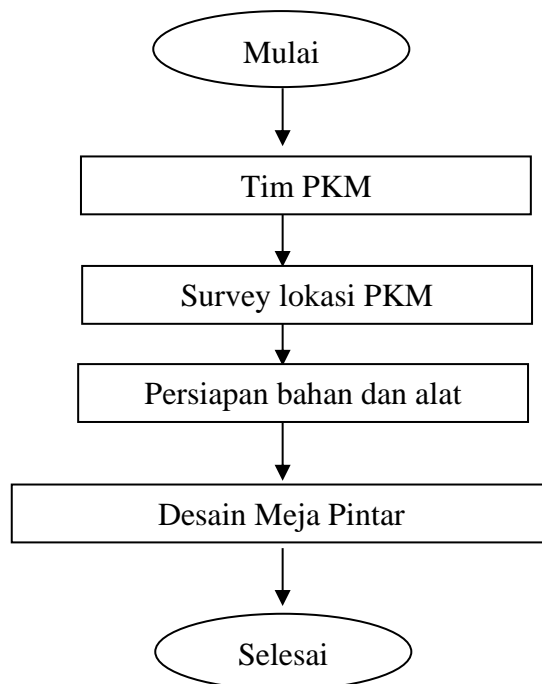 Mulai
Tim PKM
Survey lokasi PKM
Persiapan bahan dan alat
Desain Meja Pintar
Selesai